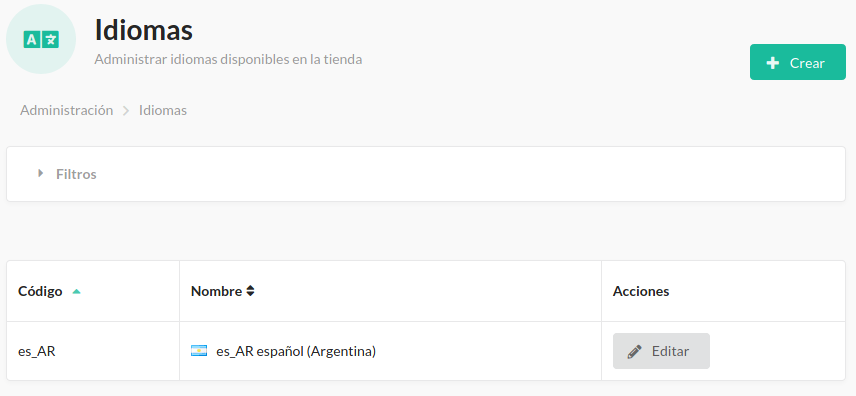 Idiomas
Administrar idiomas disponibles en la tienda
Crear
Administración Idiomas
Filtros
Código Nombre Acciones
es_AR es_AR español (Argentina) Editar